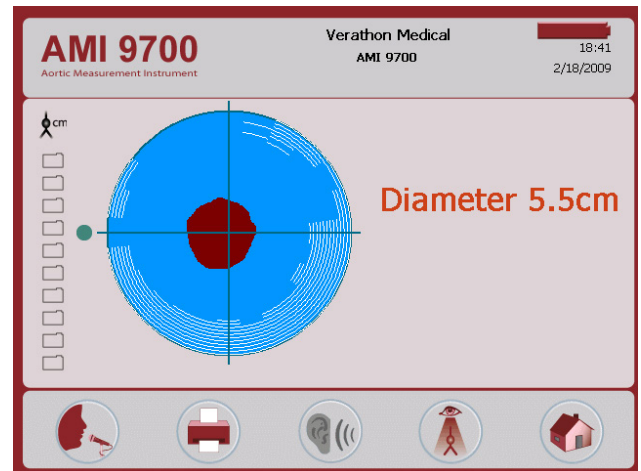 AMI 9700
Aortic Measurement Instrument
Verathon Medical
AMI 9700
18:41
2/18/2009
cm
Diameter 5.5cm